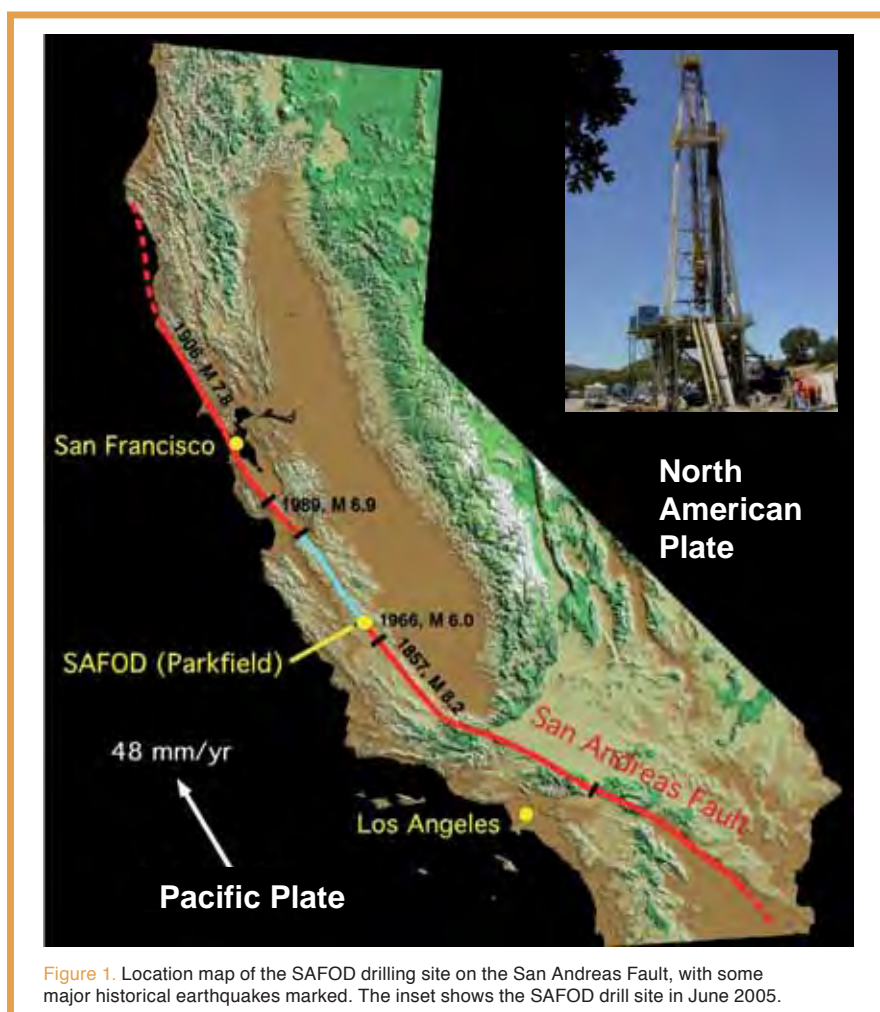 1906, M 7.8
San Francisco
1989, M 6.9
1966, M 6.0
SAFOD (Parkfield)
1857, M 8.2
48 mm/yr
San Andreas Fault
Los Angeles
Pacific Plate
North
American
Plate
Figure 1. Location map of the SAFOD drilling site on the San Andreas Fault, with some
major historical earthquakes marked. The inset shows the SAFOD drill site in June 2005.